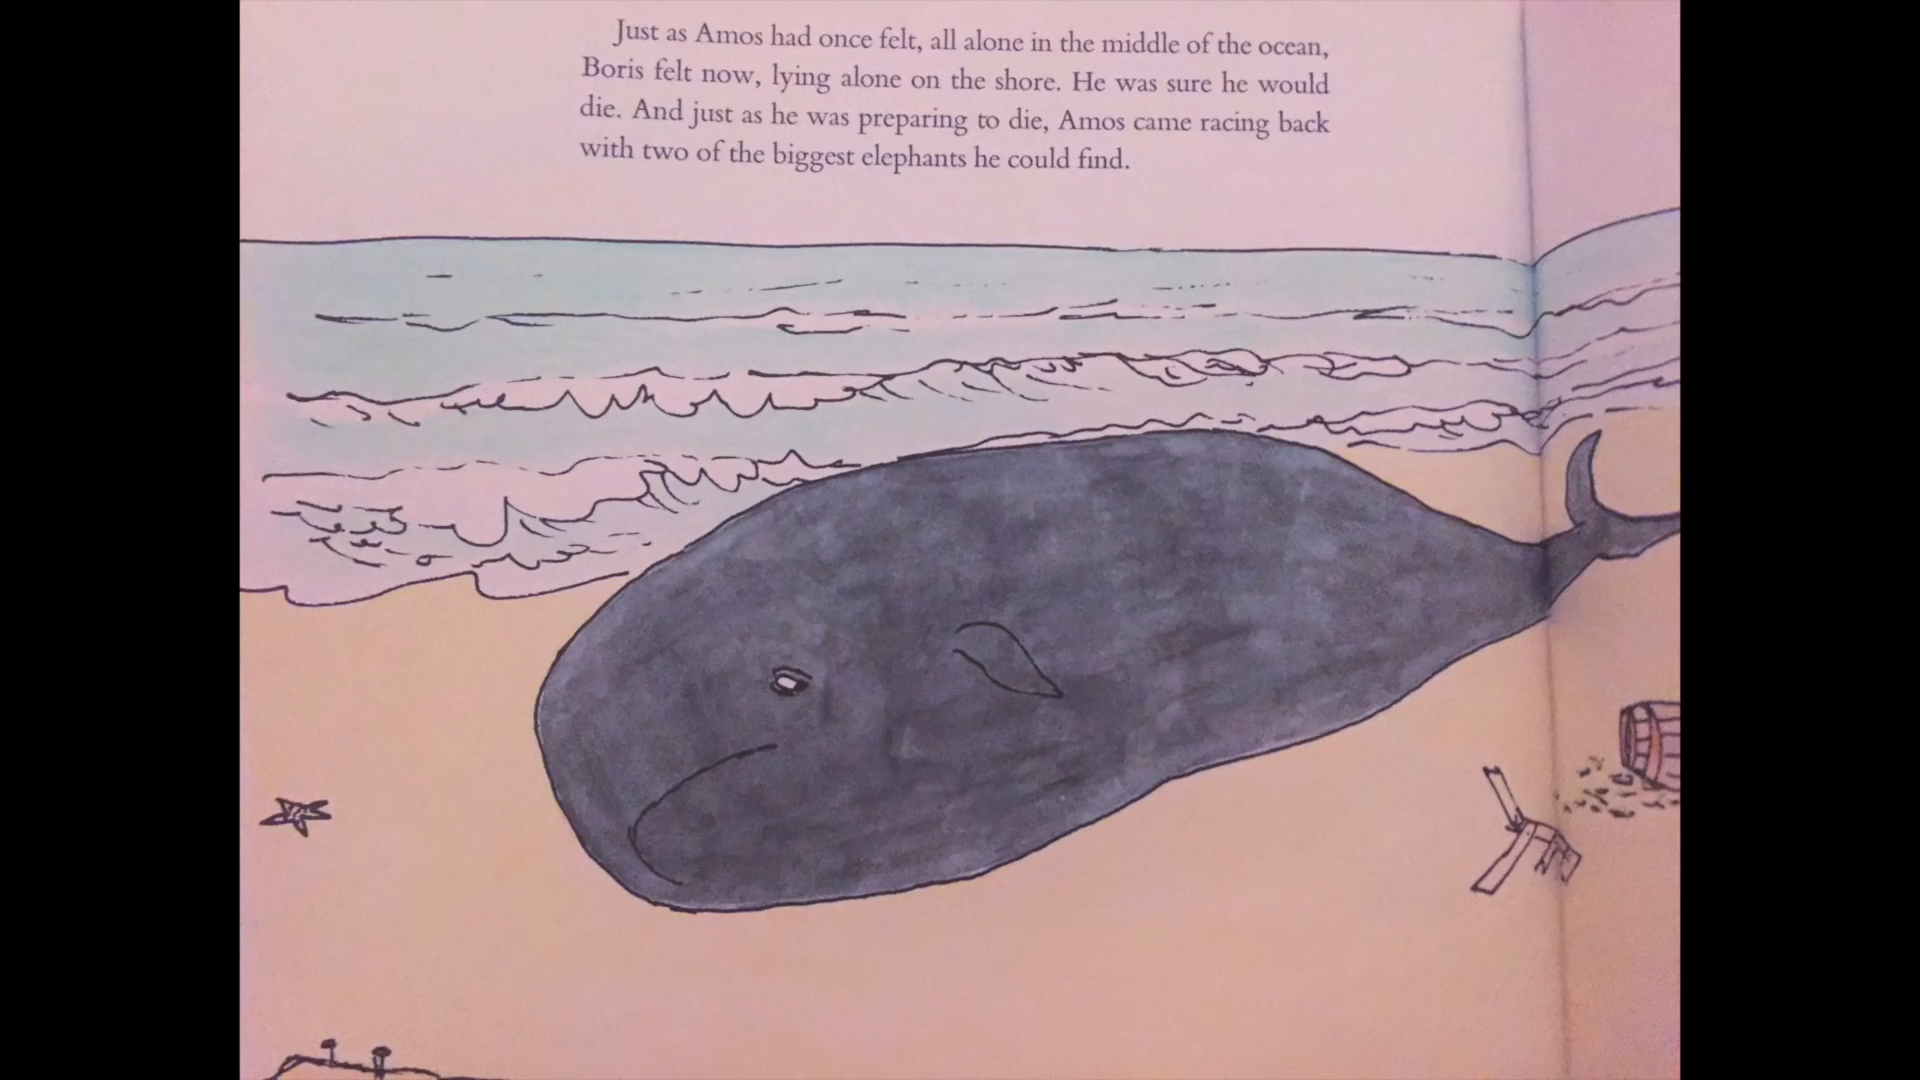 Just as Amos had once felt, all alone in the middle of the ocean,
Boris felt now, lying alone on the shore. He was sure he would
die. And just as he was preparing to die, Amos came racing back
with two of the biggest elephants he could find.